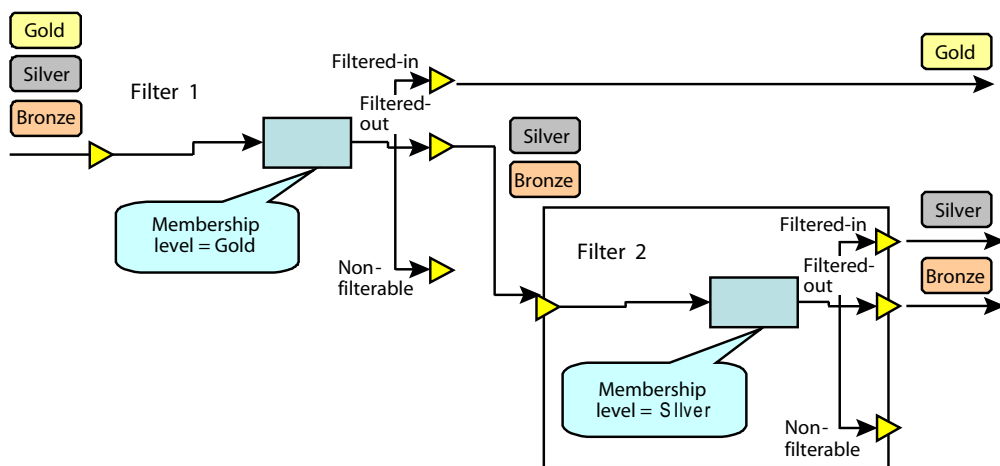 Gold
Silver
Bronze
Filter 1
Filtered-in
Filtered-
out
Non-
filterable
Membership
level = Gold
Gold
Silver
Bronze
Filter 2
Filtered-in
Filtered-
out
Non-
filterable
Membership
level = SIlver
Silver
Bronze